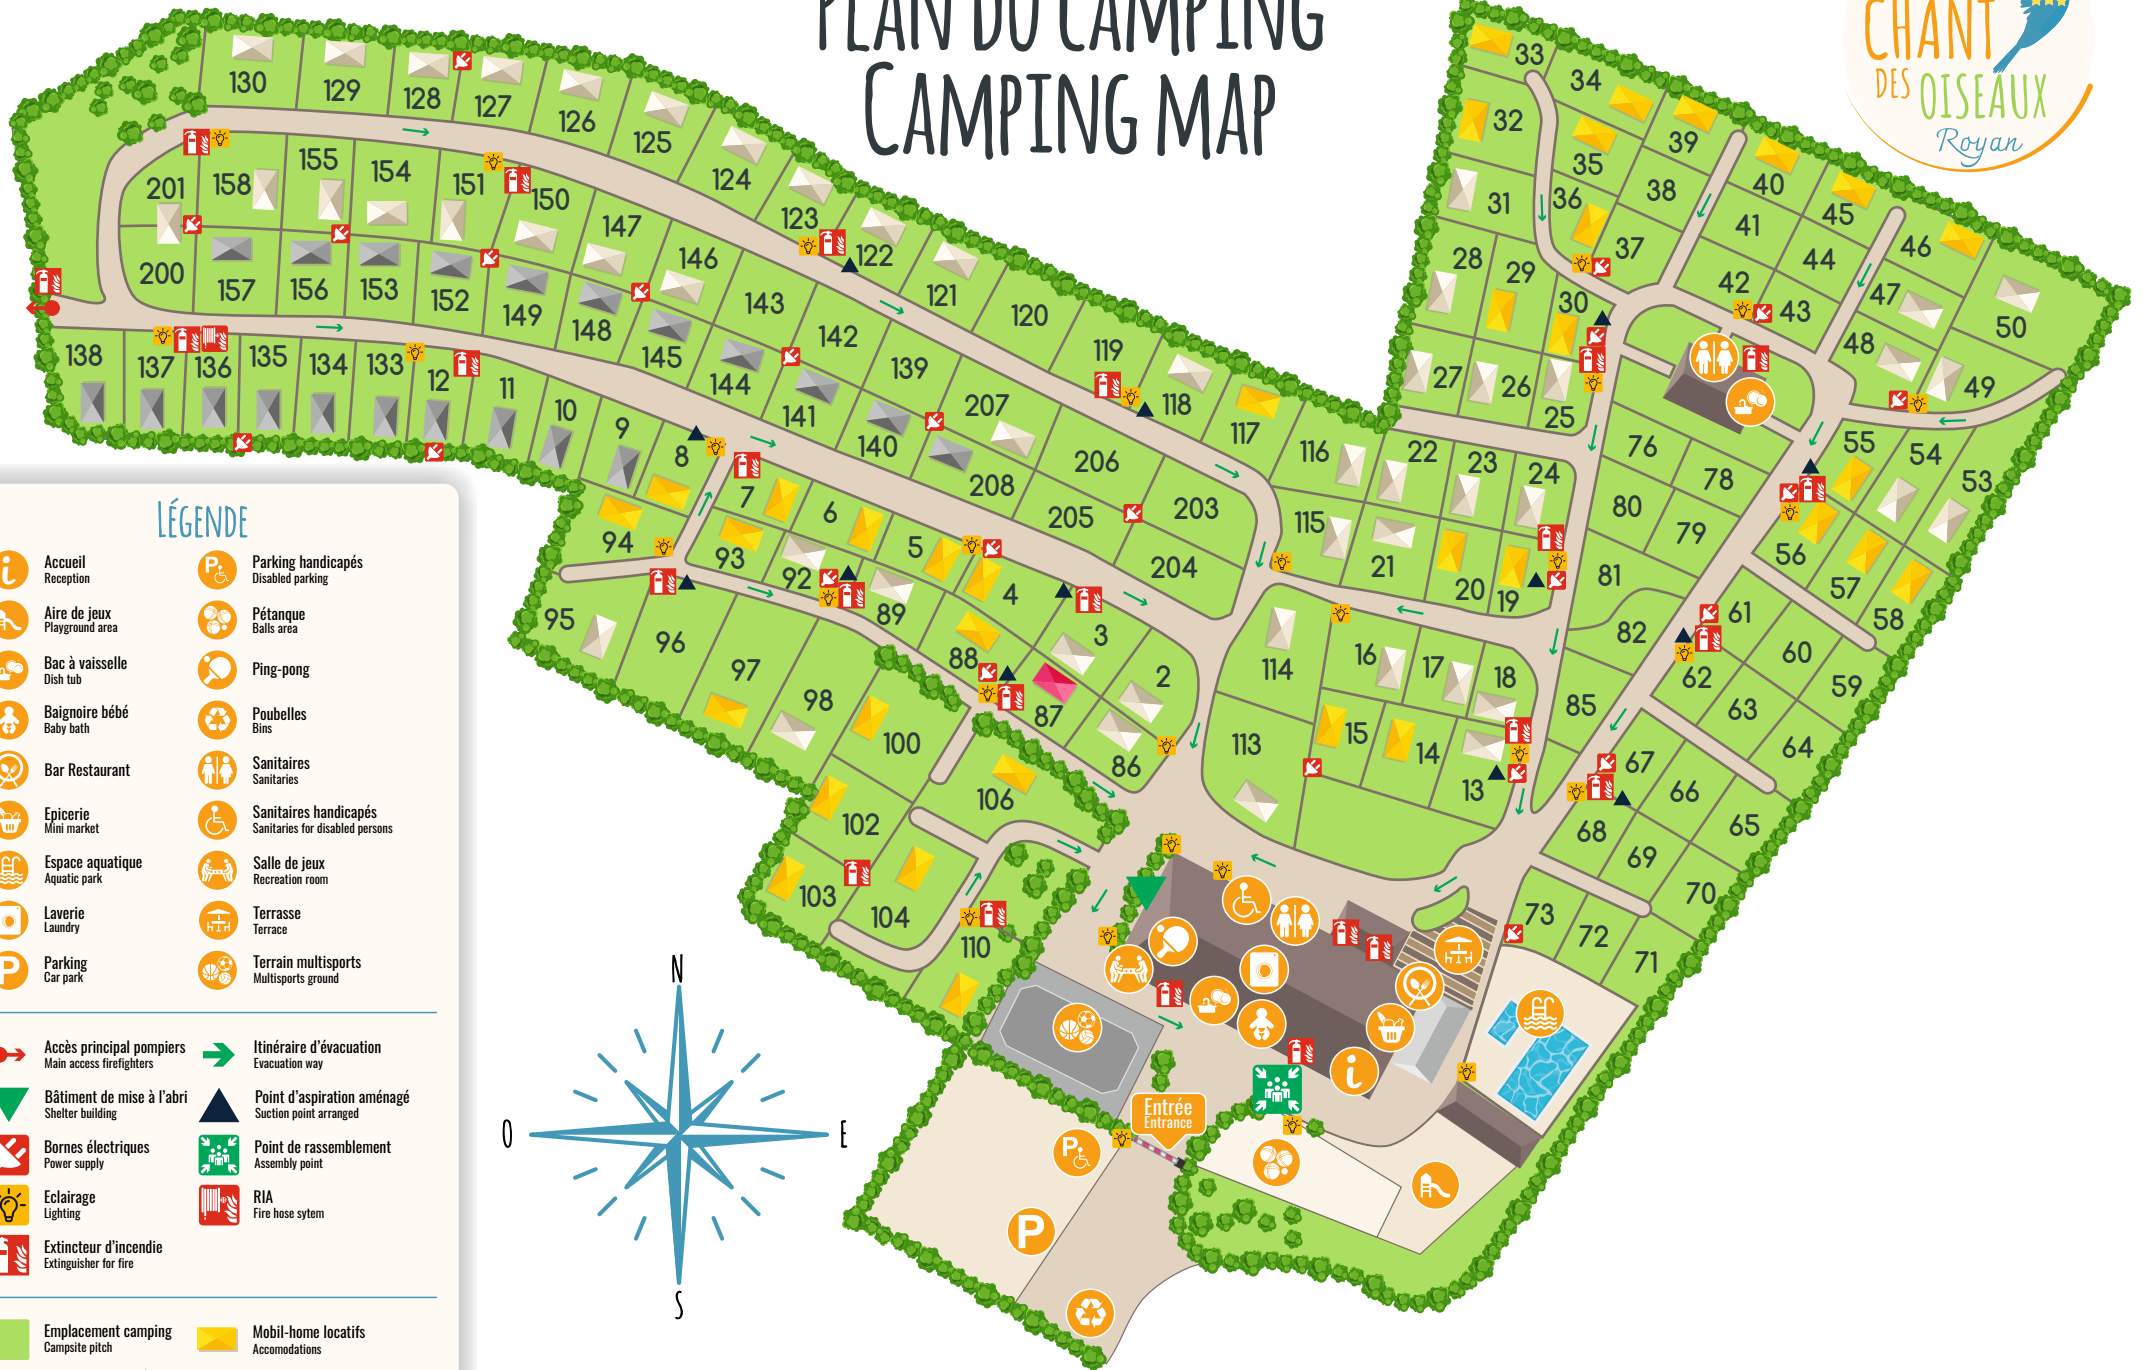 PLAN DU CAMPING
CAMPING MAP
CHANT
DES OISEAUX
Royan
130
129
128
127
126
125
124
123
122
121
120
119
118
117
116
115
114
113
201
158
155
154
151
150
147
146
143
142
139
207
206
203
200
157
156
153
152
149
148
145
144
141
140
208
205
204
138
137
136
135
134
133
12
11
10
9
8
7
6
5
4
3
2
94
93
92
89
88
87
86
95
96
97
98
100
102
103
104
106
110
33
34
32
35
39
31
36
38
37
40
41
45
44
46
28
29
30
42
43
47
48
50
27
26
25
49
22
23
24
21
20
19
16
17
18
15
14
13
76
78
80
79
81
82
85
55
54
53
56
57
58
61
60
59
62
63
64
67
66
65
68
69
70
73
72
71
Entrée
Entrance
P
P
i
N
O
E
S
LÉGENDE
i
Accueil
Reception
Aire de jeux
Playground area
Bac à vaisselle
Dish tub
Baignoire bébé
Baby bath
Bar Restaurant
Epicerie
Mini market
Espace aquatique
Aquatic park
Laverie
Laundry
P
Parking
Car park
P
Parking handicapés
Disabled parking
Pétanque
Balls area
Ping-pong
Poubelles
Bins
Sanitaires
Sanitaries
Sanitaires handicapés
Sanitaries for disabled persons
Salle de jeux
Recreation room
Terrasse
Terrace
Terrain multisports
Multisports ground
Accès principal pompiers
Main access firefighters
Bâtiment de mise à l'abri
Shelter building
Bornes électriques
Power supply
Eclairage
Lighting
Extincteur d'incendie
Extinguisher for fire
Itinéraire d'évacuation
Evacuation way
Point d'aspiration aménagé
Suction point arranged
Point de rassemblement
Assembly point
RIA
Fire hose sytem
Emplacement camping
Campsite pitch
Mobil-home locatifs
Accomodations